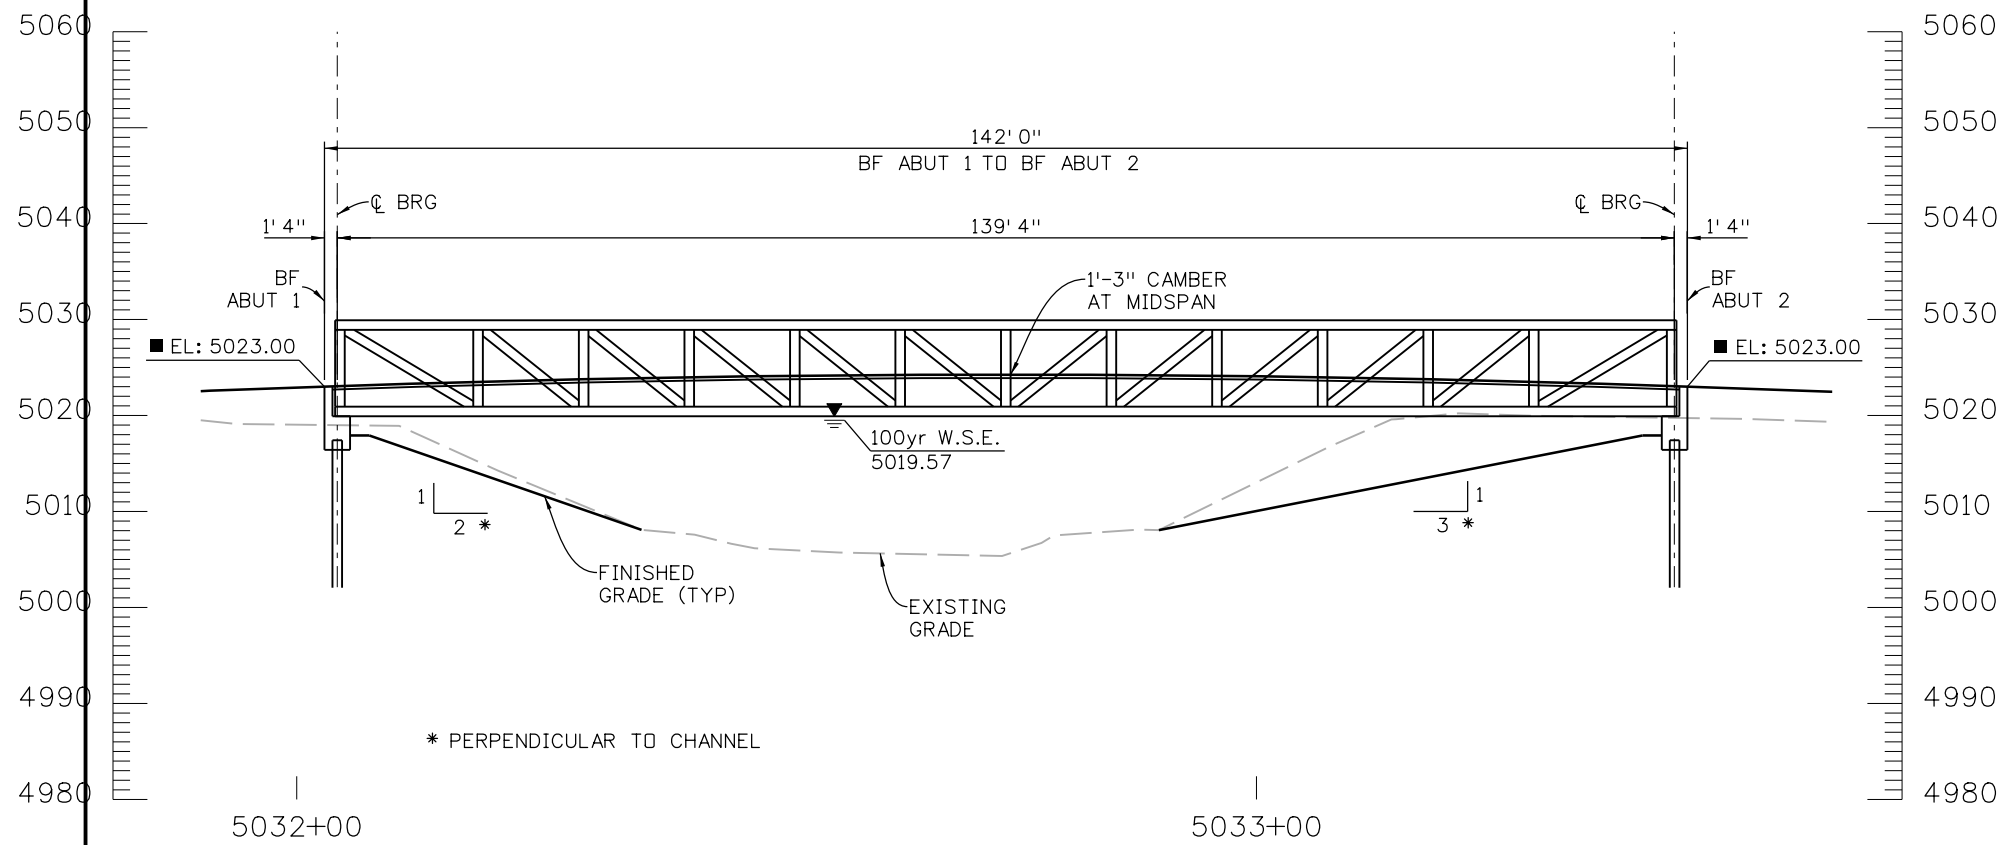 5060
5060
5050
5050
142' 0"
BF ABUT 1 TO BF ABUT 2
℄ BRG
℄ BRG
5040
5040
1' 4"
139' 4"
1' 4"
BF
ABUT 1
1'-3" CAMBER
AT MIDSPAN
BF
ABUT 2
5030
5030
■ EL: 5023.00
■ EL: 5023.00
5020
5020
100yr W.S.E.
5019.57
5010
5010
1
2 *
1
3 *
FINISHED
GRADE (TYP)
EXISTING
GRADE
5000
5000
4990
4990
* PERPENDICULAR TO CHANNEL
4980
4980
5032+00
5033+00